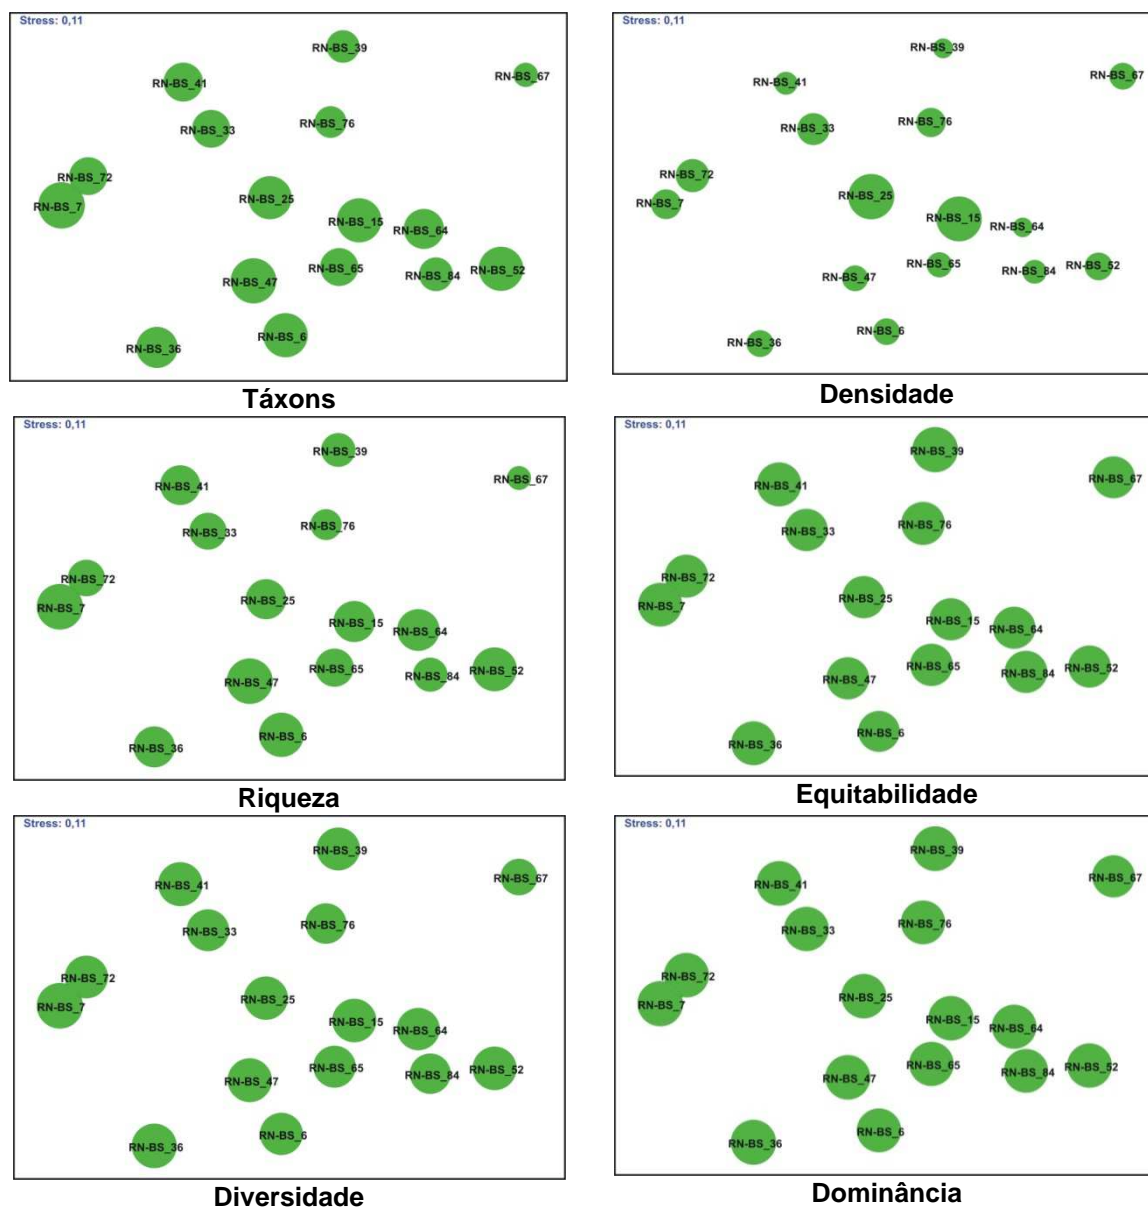 Stress: 0,11
RN-BS_39
RN-BS_67
RN-BS_41
RN-BS_76
RN-BS_33
RN-BS_72
RN-BS_7
RN-BS_25
RN-BS_15
RN-BS_64
RN-BS_65
RN-BS_84
RN-BS_52
RN-BS_47
RN-BS_6
RN-BS_36
Táxons
Stress: 0,11
RN-BS_39
RN-BS_67
RN-BS_41
RN-BS_76
RN-BS_33
RN-BS_72
RN-BS_7
RN-BS_25
RN-BS_15
RN-BS_64
RN-BS_65
RN-BS_84
RN-BS_52
RN-BS_47
RN-BS_6
RN-BS_36
Densidade
Stress: 0,11
RN-BS_39
RN-BS_67
RN-BS_41
RN-BS_76
RN-BS_33
RN-BS_72
RN-BS_7
RN-BS_25
RN-BS_15
RN-BS_64
RN-BS_65
RN-BS_84
RN-BS_52
RN-BS_47
RN-BS_6
RN-BS_36
Riqueza
Stress: 0,11
RN-BS_39
RN-BS_67
RN-BS_41
RN-BS_76
RN-BS_33
RN-BS_72
RN-BS_7
RN-BS_25
RN-BS_15
RN-BS_64
RN-BS_65
RN-BS_84
RN-BS_52
RN-BS_47
RN-BS_6
RN-BS_36
Equitabilidade
Stress: 0,11
RN-BS_39
RN-BS_67
RN-BS_41
RN-BS_76
RN-BS_33
RN-BS_72
RN-BS_7
RN-BS_25
RN-BS_15
RN-BS_64
RN-BS_65
RN-BS_84
RN-BS_52
RN-BS_47
RN-BS_6
RN-BS_36
Diversidade
Stress: 0,11
RN-BS_39
RN-BS_67
RN-BS_41
RN-BS_76
RN-BS_33
RN-BS_72
RN-BS_7
RN-BS_25
RN-BS_15
RN-BS_64
RN-BS_65
RN-BS_84
RN-BS_52
RN-BS_47
RN-BS_6
RN-BS_36
Dominância